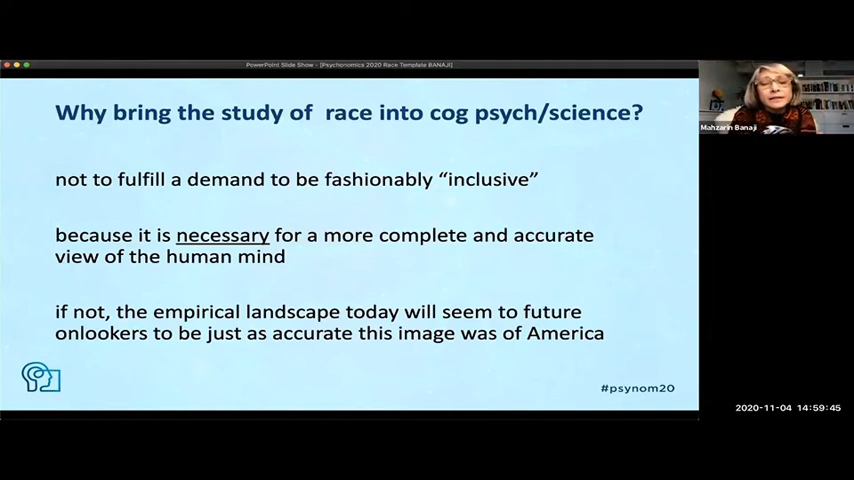 PowerPoint Slide Show - [Psychonomics 2020 Race Template BANAJI]
Why bring the study of race into cog psych/science?
not to fulfill a demand to be fashionably “inclusive”
because it is necessary for a more complete and accurate
view of the human mind
if not, the empirical landscape today will seem to future
onlookers to be just as accurate this image was of America
#psynom20
Mahzarin Banaji
2020-11-04 14:59:45